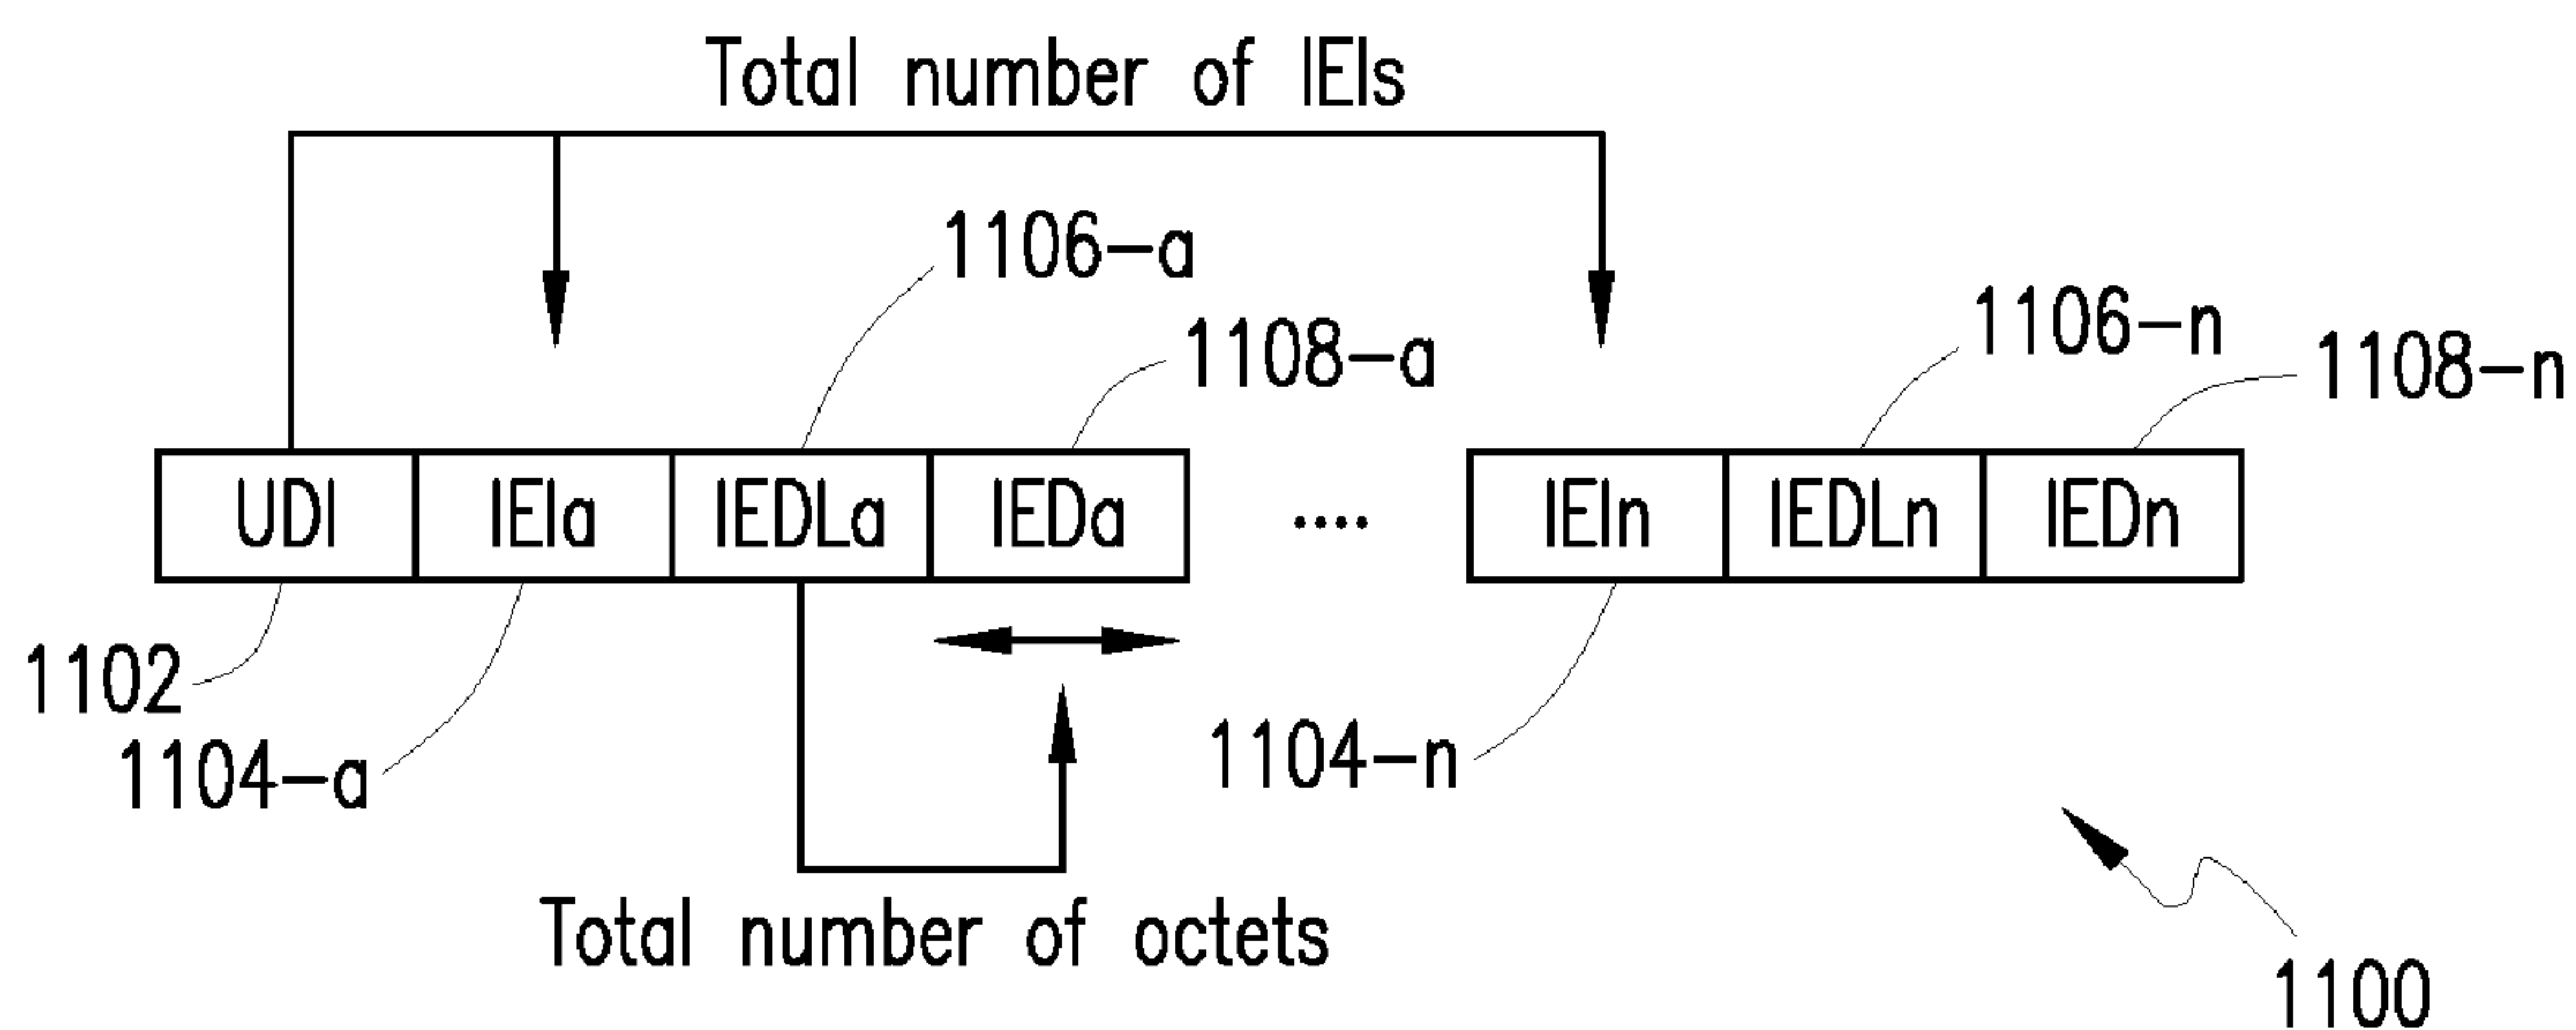 Total number of IEIs
1106-a
1108-a
1106-n
1108-n
UDI IEIa IEDLa IEDa .... IEIn IEDLn IEDn
1102
1104-a
1104-n
Total number of octets
1100